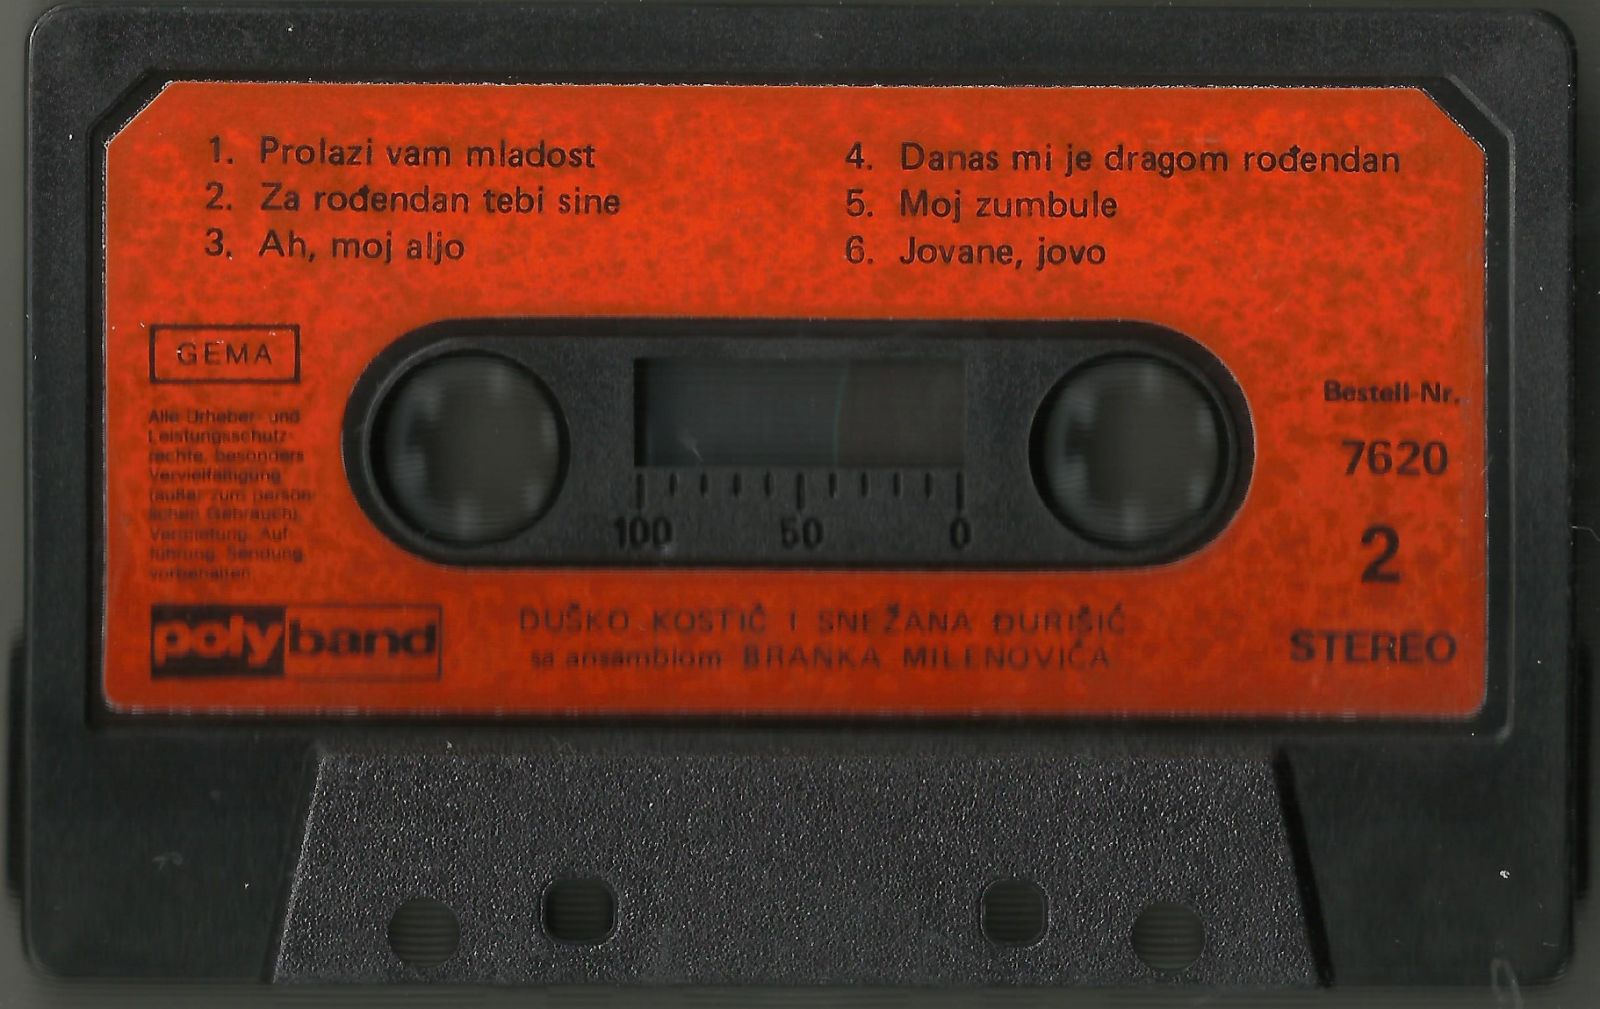 1. Prolazi vam mladost
2. Za rođendan tebi sine
3. Ah, moj aljo
4. Danas mi je dragom rođendan
5. Moj zumbule
6. Jovane, jovo
GEMA
Alle Urheber- und
Leistungsschutz-
rechte, besonders
Vervielfältigung
(außer zum persön-
lichen Gebrauch),
Vermietung, Auf-
führung, Sendung
vorbehalten
polyband
100 50 0
Bestell-Nr.
7620
2
STEREO
DUŠKO KOSTIĆ I SNEŽANA ĐURIŠIĆ
sa ansamblom BRANKA MILENOVIĆA